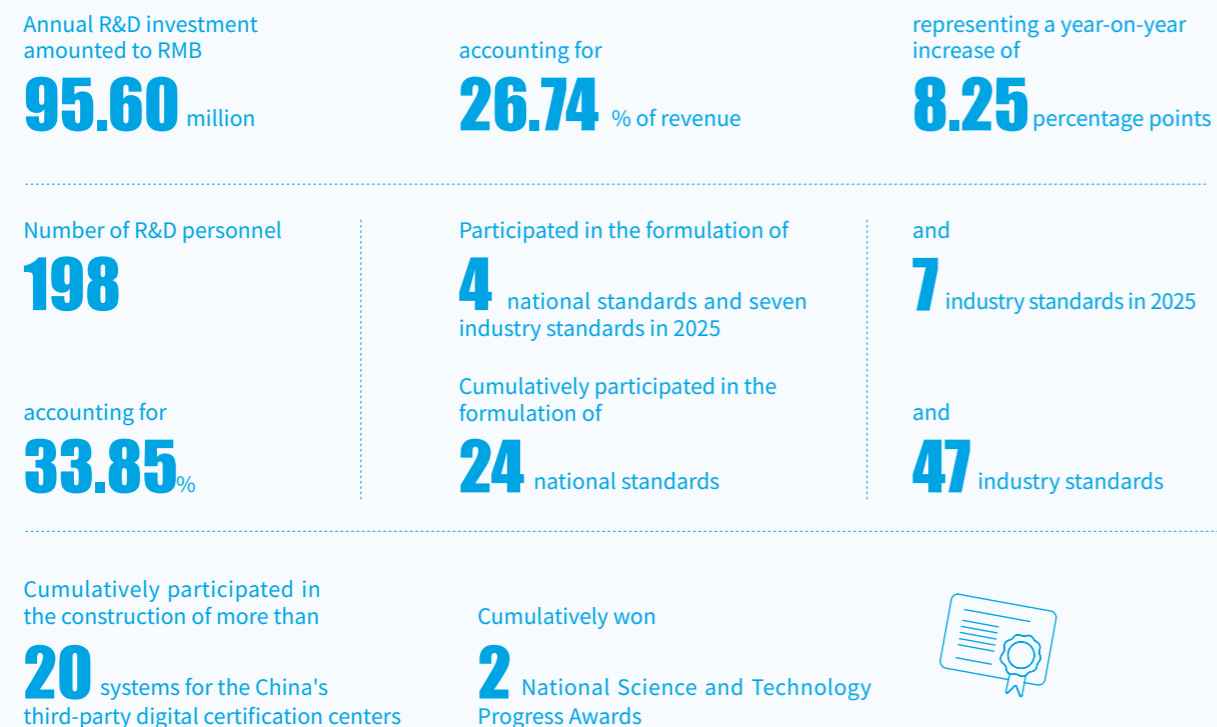 Annual R&D investment
amounted to RMB
95.60 million
accounting for
26.74 % of revenue
representing a year-on-year
increase of
8.25 percentage points
Number of R&D personnel
198
accounting for
33.85%
Participated in the formulation of
4 national standards and seven
industry standards in 2025
and
7 industry standards in 2025
Cumulatively participated in the
formulation of
24 national standards
and
47 industry standards
Cumulatively participated in
the construction of more than
20 systems for the China's
third-party digital certification centers
Cumulatively won
2 National Science and Technology
Progress Awards